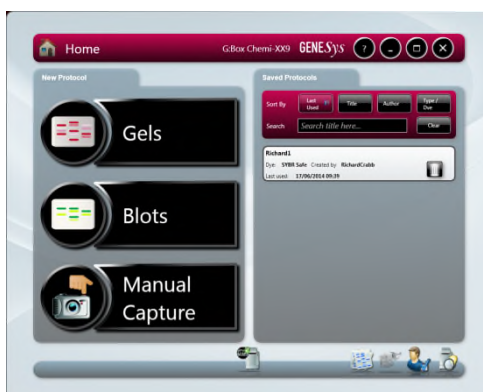 Home
G:Box Chemi-XX9 GENESys ?
New Protocol
Gels
Blots
Manual
Capture
Saved Protocols
Sort By
Last
Used
Title
Author
Type /
Dye
Search
Search title here...
Clear
Richard1
Dye: SYBR Safe Created by: RichardCrabb
Last used: 17/06/2014 09:39